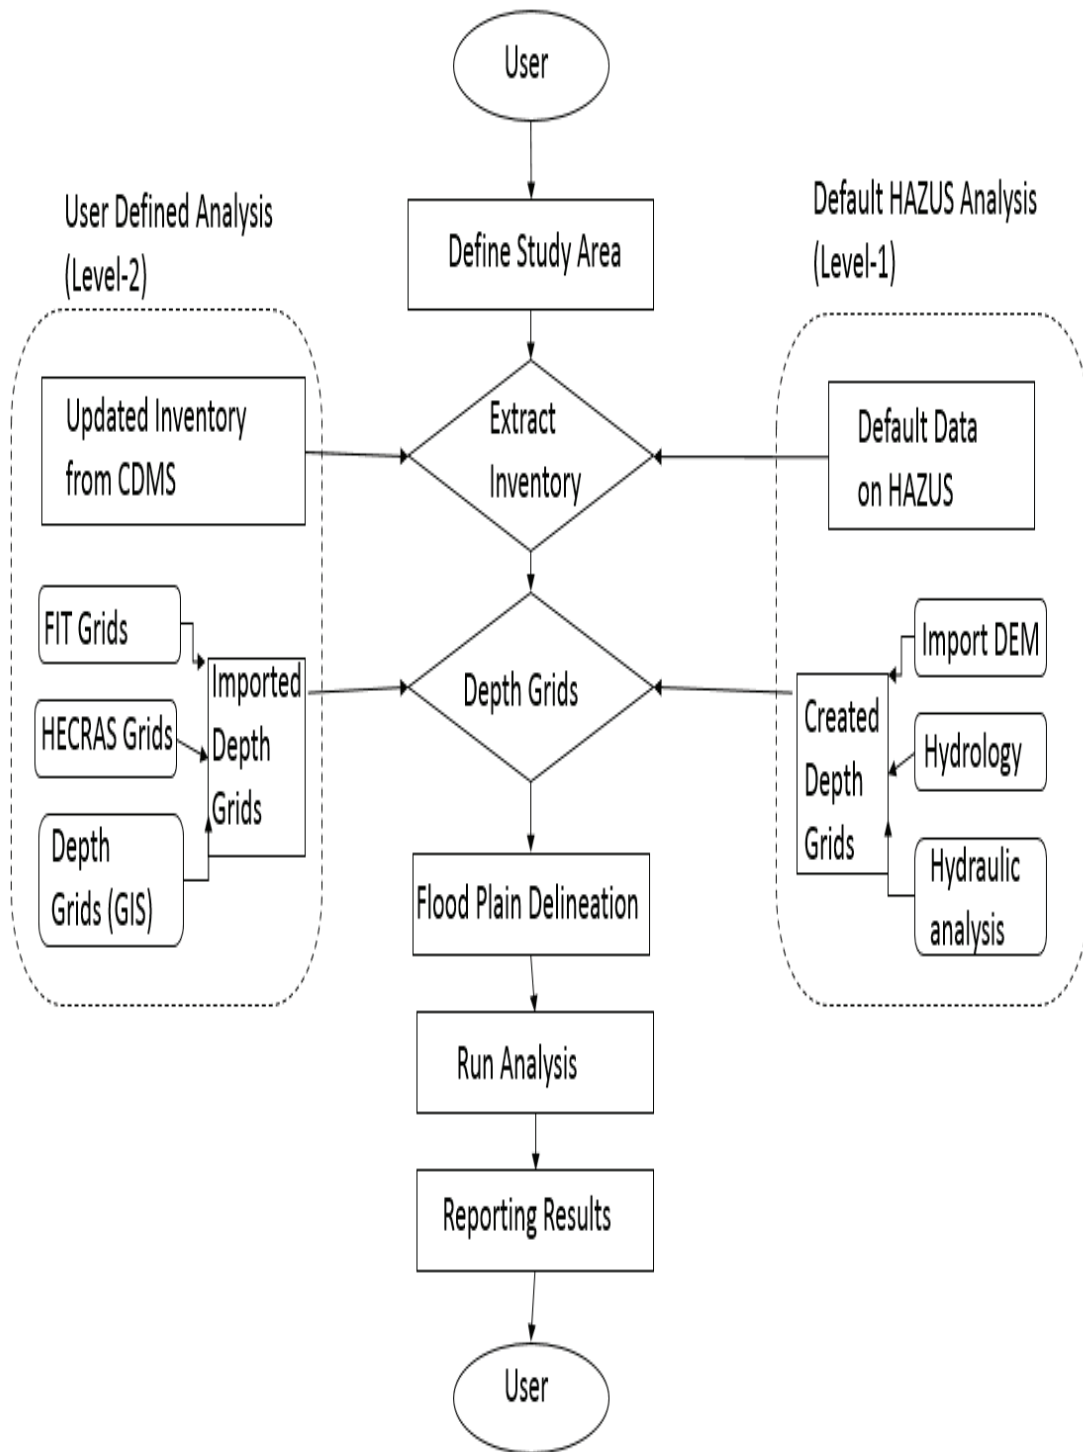 User
Define Study Area
User Defined Analysis
(Level-2)
Default HAZUS Analysis
(Level-1)
Updated Inventory
from CDMS
Extract
Inventory
Default Data
on HAZUS
FIT Grids
HECRAS Grids
Depth
Grids (GIS)
Imported
Depth
Grids
Depth Grids
Created
Depth
Grids
Import DEM
Hydrology
Hydraulic
analysis
Flood Plain Delineation
Run Analysis
Reporting Results
User